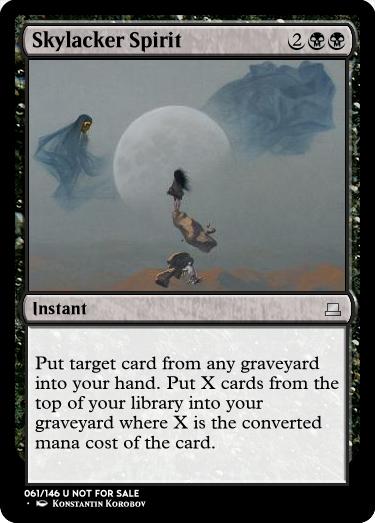 Skylacker Spirit 2
Instant
Put target card from any graveyard
into your hand. Put X cards from the
top of your library into your
graveyard where X is the converted
mana cost of the card.
061/146 U NOT FOR SALE
· Konstantin Korobov